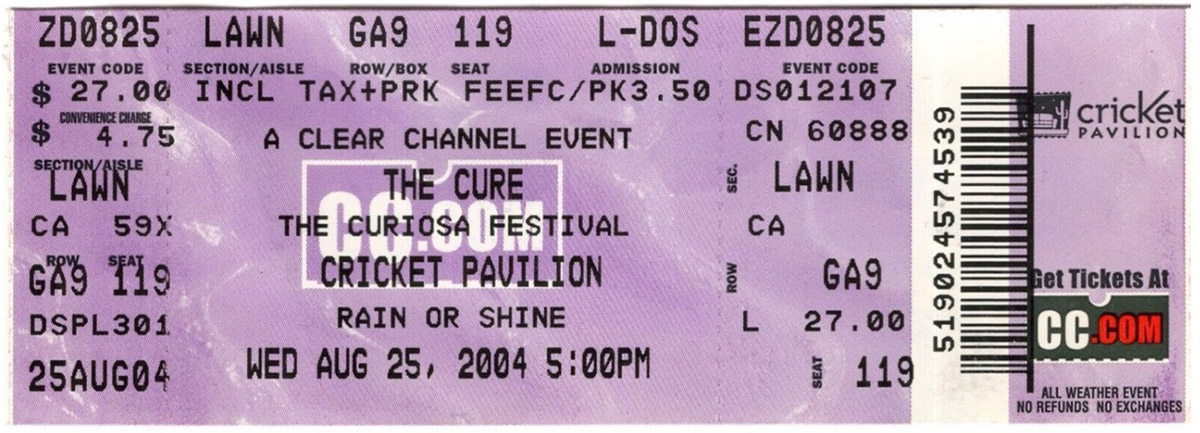 ZD0825 LAWN GA9 119 L-DOS EZD0825
EVENT CODE SECTION/AISLE ROW/BOX SEAT ADMISSION EVENT CODE
$ 27.00 INCL TAX+PRK FEEFC/PK3.50 DS012107
CONVENIENCE CHARGE
$ 4.75 A CLEAR CHANNEL EVENT CN 60888
SECTION/AISLE
LAWN THE CURE SEC. LAWN
CC.COM
CA 59X THE CURIOSA FESTIVAL CA
ROW SEAT
GA9 119 CRICKET PAVILION ROW GA9
DSPL301 RAIN OR SHINE L 27.00
25AUG04 WED AUG 25, 2004 5:00PM SEAT 119
519024574539
cricket
PAVILION
Get Tickets At
CC.COM
ALL WEATHER EVENT
NO REFUNDS NO EXCHANGES